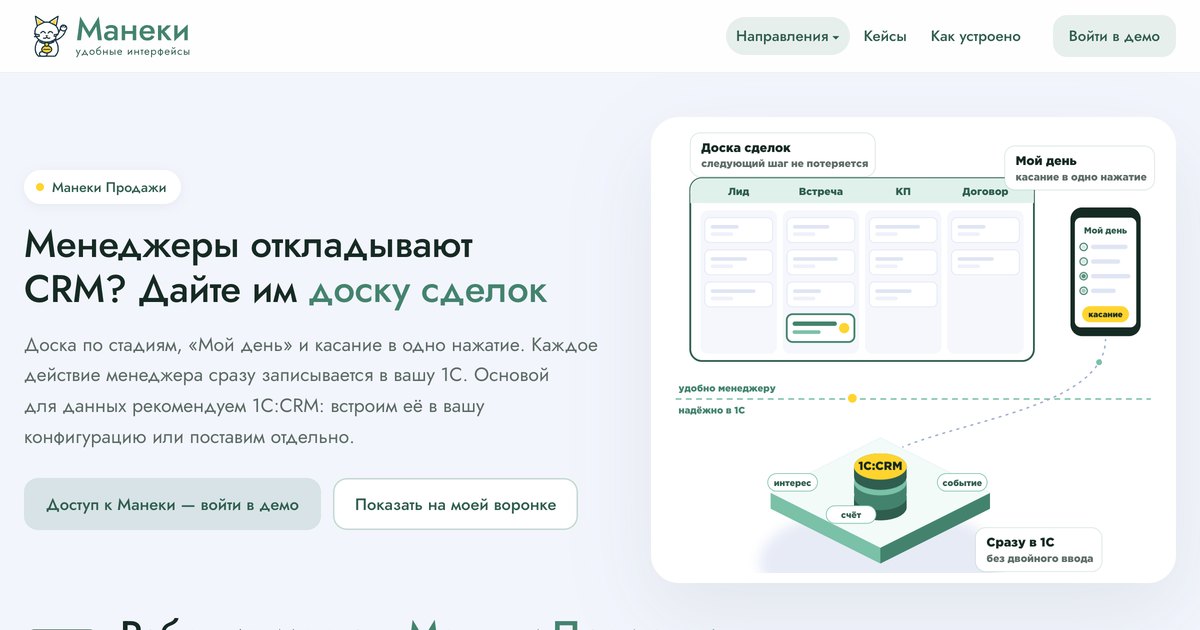 Манеки
удобные интерфейсы
Направления
Кейсы
Как устроено
Войти в демо
Манеки Продажи
Менеджеры откладывают
CRM? Дайте им доску сделок
Доска по стадиям, «Мой день» и касание в одно нажатие. Каждое
действие менеджера сразу записывается в вашу 1С. Основой
для данных рекомендуем 1С:CRM: встроим её в вашу
конфигурацию или поставим отдельно.
Доступ к Манеки — войти в демо
Показать на моей воронке
Доска сделок
следующий шаг не потеряется
Мой день
касание в одно нажатие
Лид
Встреча
КП
Договор
Мой день
касание
удобно менеджеру
надёжно в 1С
1С:CRM
интерес
событие
счёт
Сразу в 1С
без двойного ввода